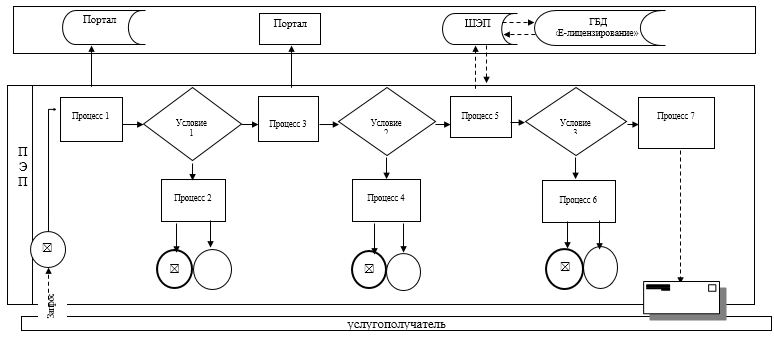 Портал
Портал
ШЭП
ГБД
«Е-лицензирование»
П
Э
П
Процесс 1
Условие
1
Процесс 3
Условие
2
Процесс 5
Условие
3
Процесс 7
Процесс 2
Процесс 4
Процесс 6
Запрос
услугополучатель